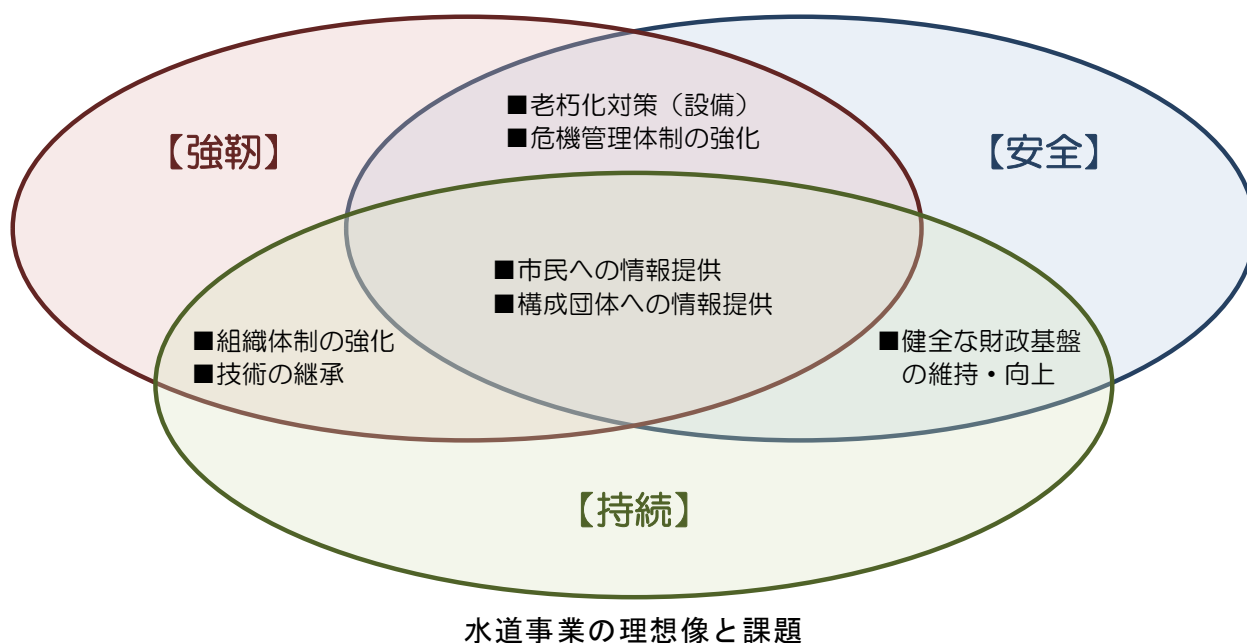 ■老朽化対策（設備）
■危機管理体制の強化
【強靭】
【安全】
■市民への情報提供
■構成団体への情報提供
■組織体制の強化
■技術の継承
■健全な財政基盤
の維持・向上
【持続】
水道事業の理想像と課題